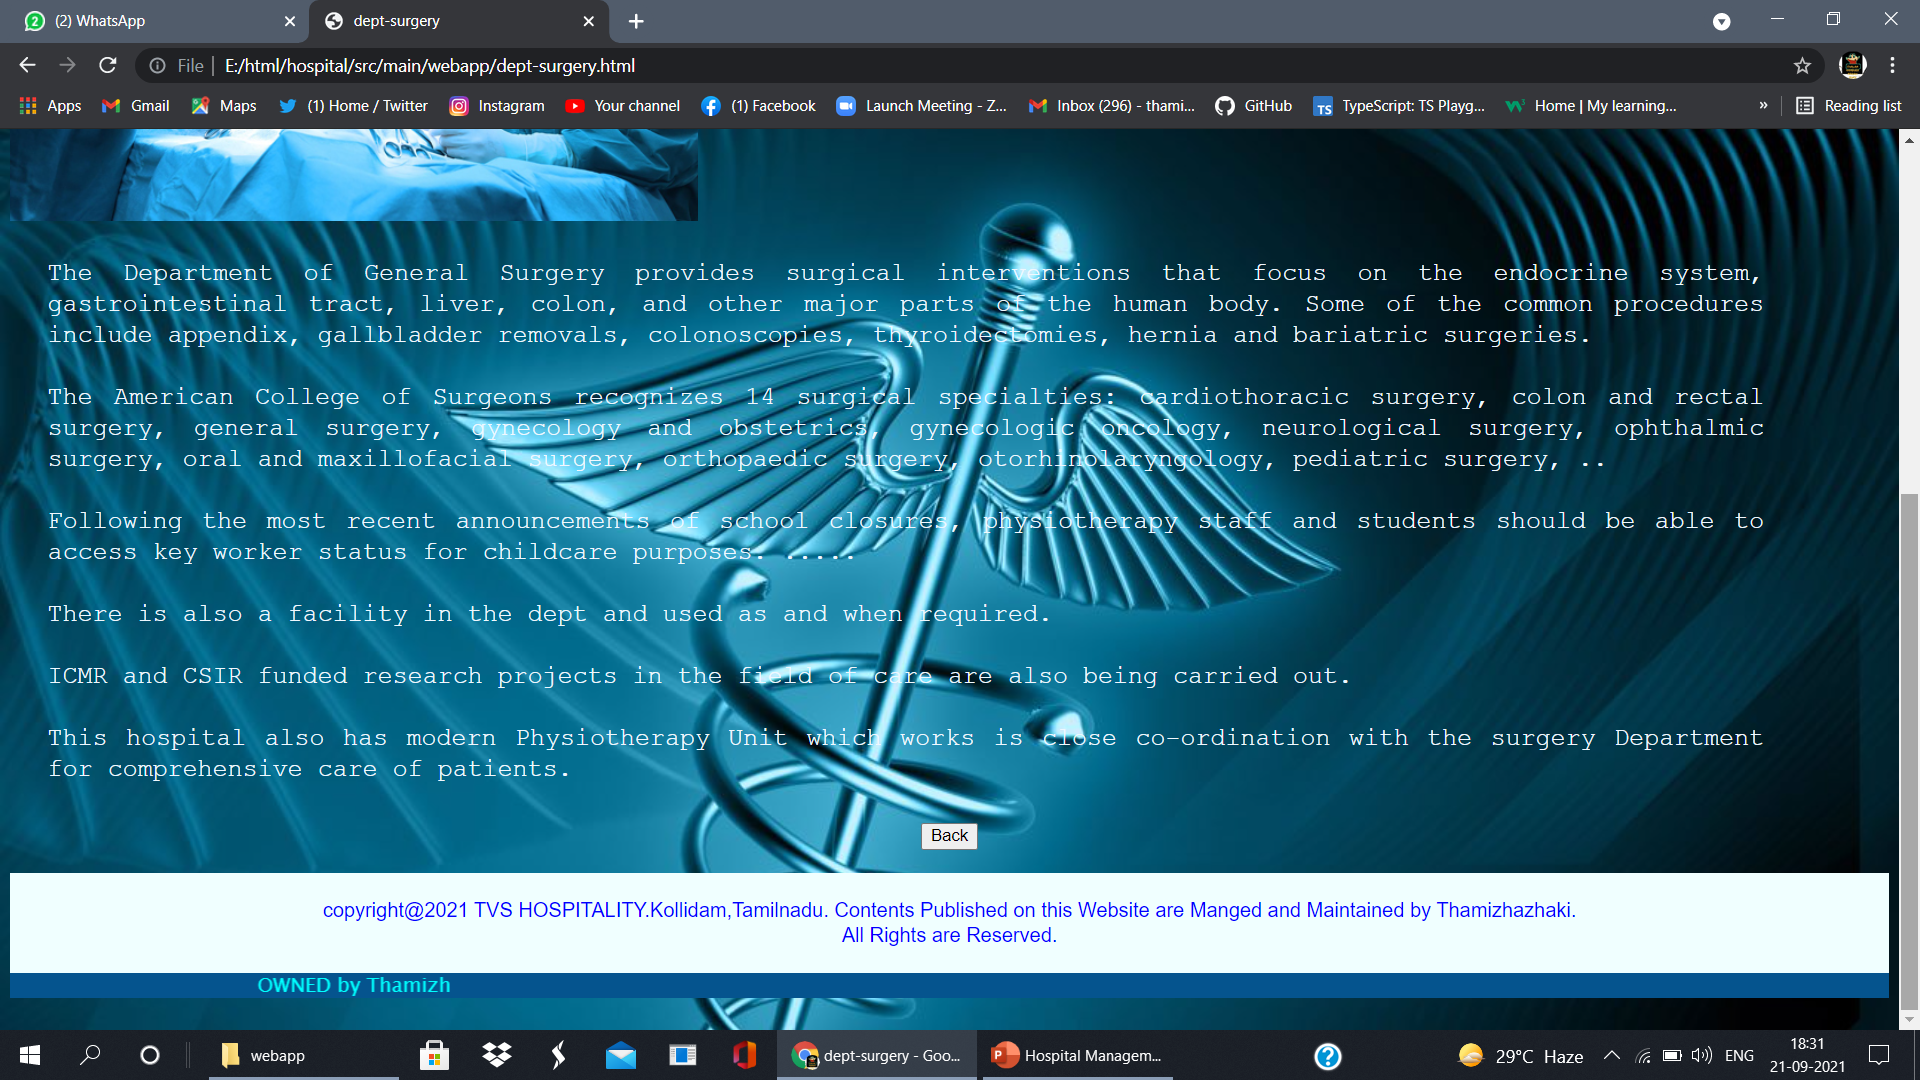 (2) WhatsApp
dept-surgery
File
E:/html/hospital/src/main/webapp/dept-surgery.html
Apps
Gmail
Maps
(1) Home / Twitter
Instagram
Your channel
(1) Facebook
Launch Meeting - Z...
Inbox (296) - thami...
GitHub
TS
TypeScript: TS Playg...
Home | My learning...
»
Reading list
The Department of General Surgery provides surgical interventions that focus on the endocrine system,
gastrointestinal tract, liver, colon, and other major parts of the human body. Some of the common procedures
include appendix, gallbladder removals, colonoscopies, thyroidectomies, hernia and bariatric surgeries.
The American College of Surgeons recognizes 14 surgical specialties: cardiothoracic surgery, colon and rectal
surgery, general surgery, gynecology and obstetrics, gynecologic oncology, neurological surgery, ophthalmic
surgery, oral and maxillofacial surgery, orthopaedic surgery, otorhinolaryngology, pediatric surgery, ..
Following the most recent announcements of school closures, physiotherapy staff and students should be able to
access key worker status for childcare purposes. .....
There is also a facility in the dept and used as and when required.
ICMR and CSIR funded research projects in the field of care are also being carried out.
This hospital also has modern Physiotherapy Unit which works is close co-ordination with the surgery Department
for comprehensive care of patients.
Back
copyright@2021 TVS HOSPITALITY.Kollidam,Tamilnadu. Contents Published on this Website are Manged and Maintained by Thamizhazhaki.
All Rights are Reserved.
OWNED by Thamizh
webapp
dept-surgery - Goo...
Hospital Managem...
29°C Haze
ENG
18:31
21-09-2021